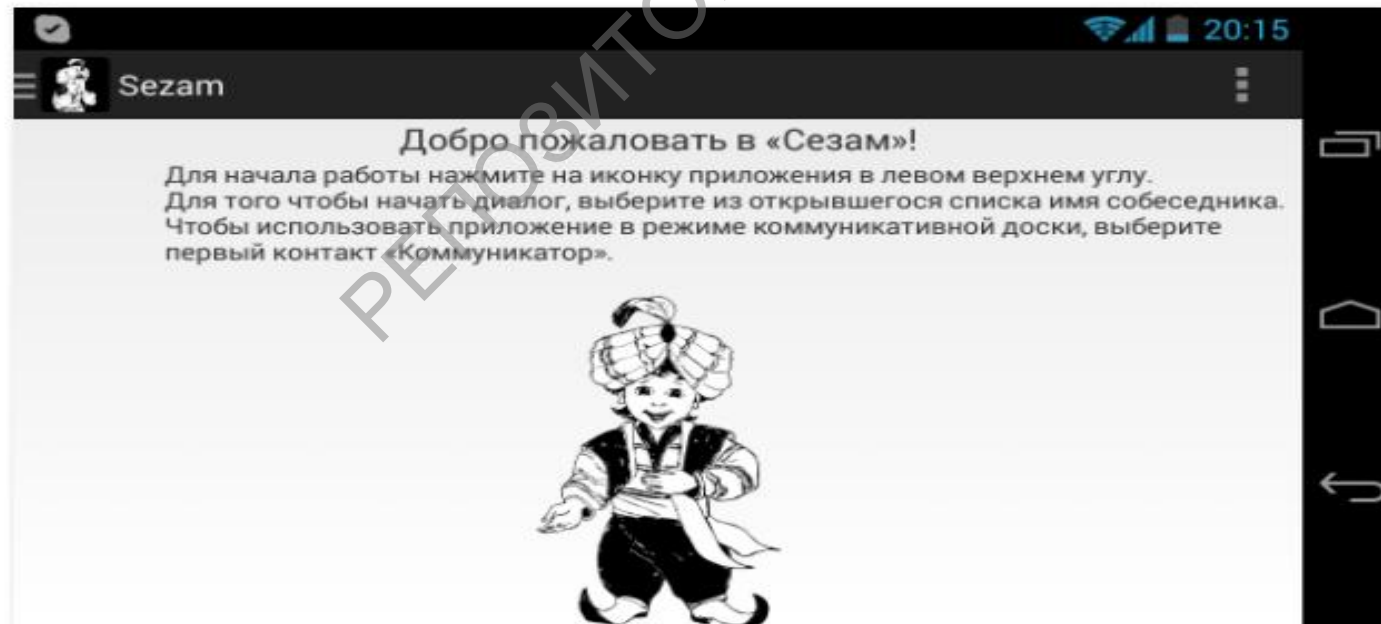 20:15
Sezam
Добро пожаловать в «Сезам»!
Для начала работы нажмите на иконку приложения в левом верхнем углу.
Для того чтобы начать диалог, выберите из открывшегося списка имя собеседника.
Чтобы использовать приложение в режиме коммуникативной доски, выберите
первый контакт «Коммуникатор».